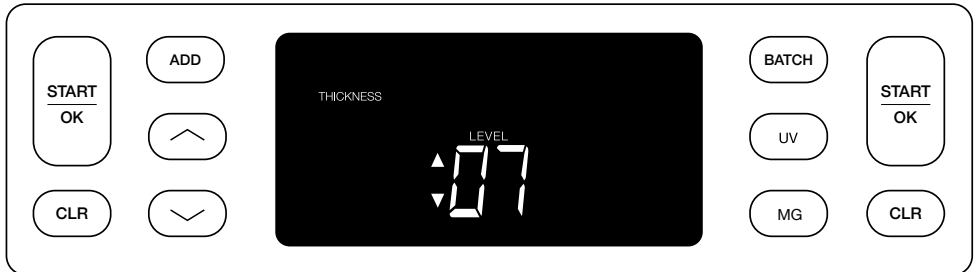 START
OK
CLR
ADD
THICKNESS
LEVEL
07
BATCH
UV
MG
START
OK
CLR